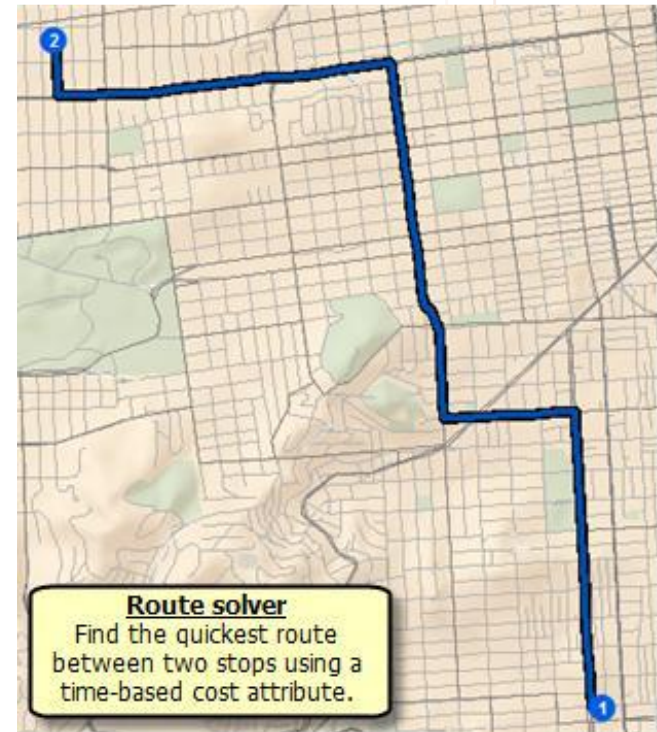 2
Route solver
Find the quickest route
between two stops using a
time-based cost attribute.
1